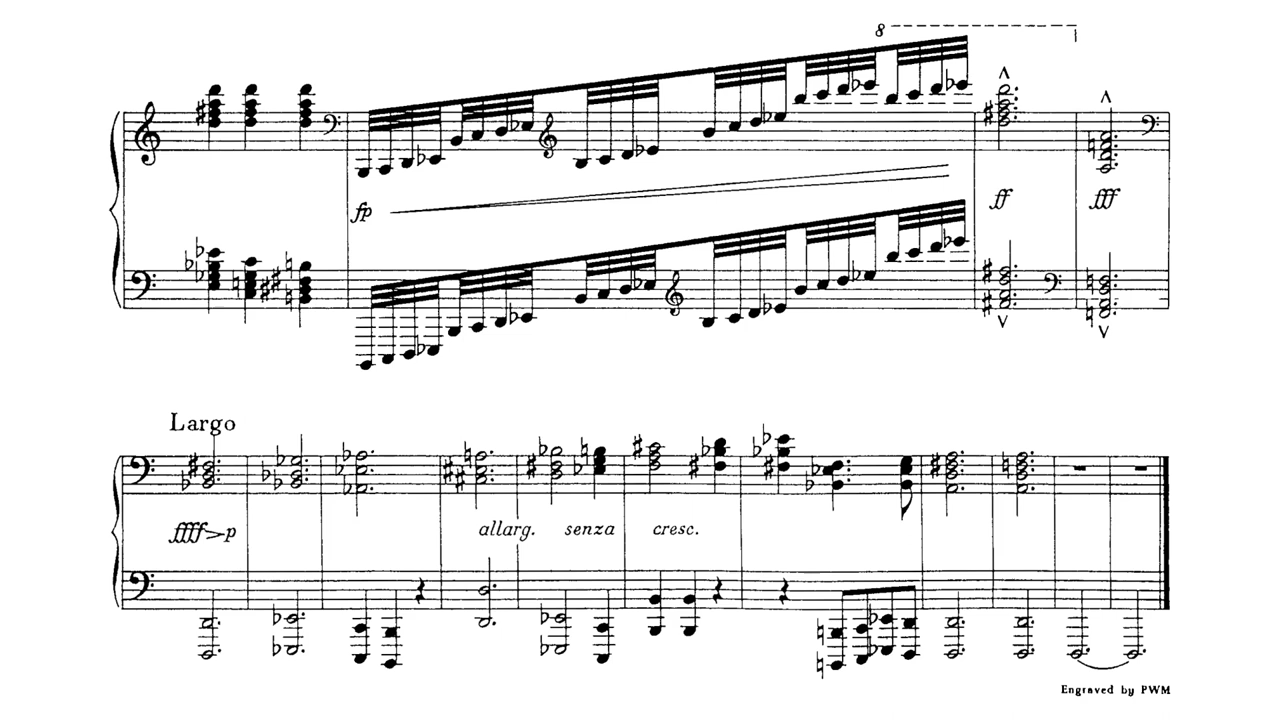 8
fp
ff
fff
Largo
ffff>p
allarg. senza cresc.
Engraved by PWM